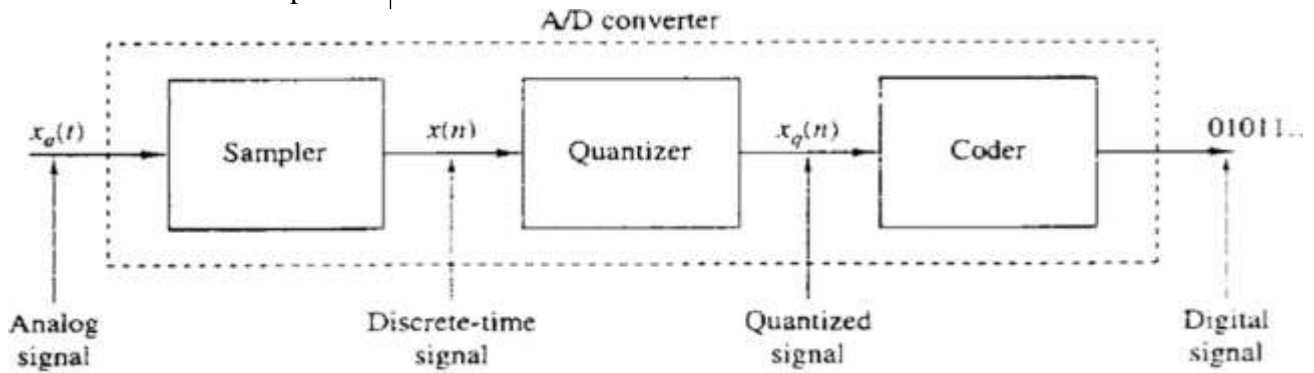 A/D converter
xa(t)
Sampler
x(n)
Quantizer
xq(n)
Coder
01011..
Analog
signal
Discrete-time
signal
Quantized
signal
Digital
signal